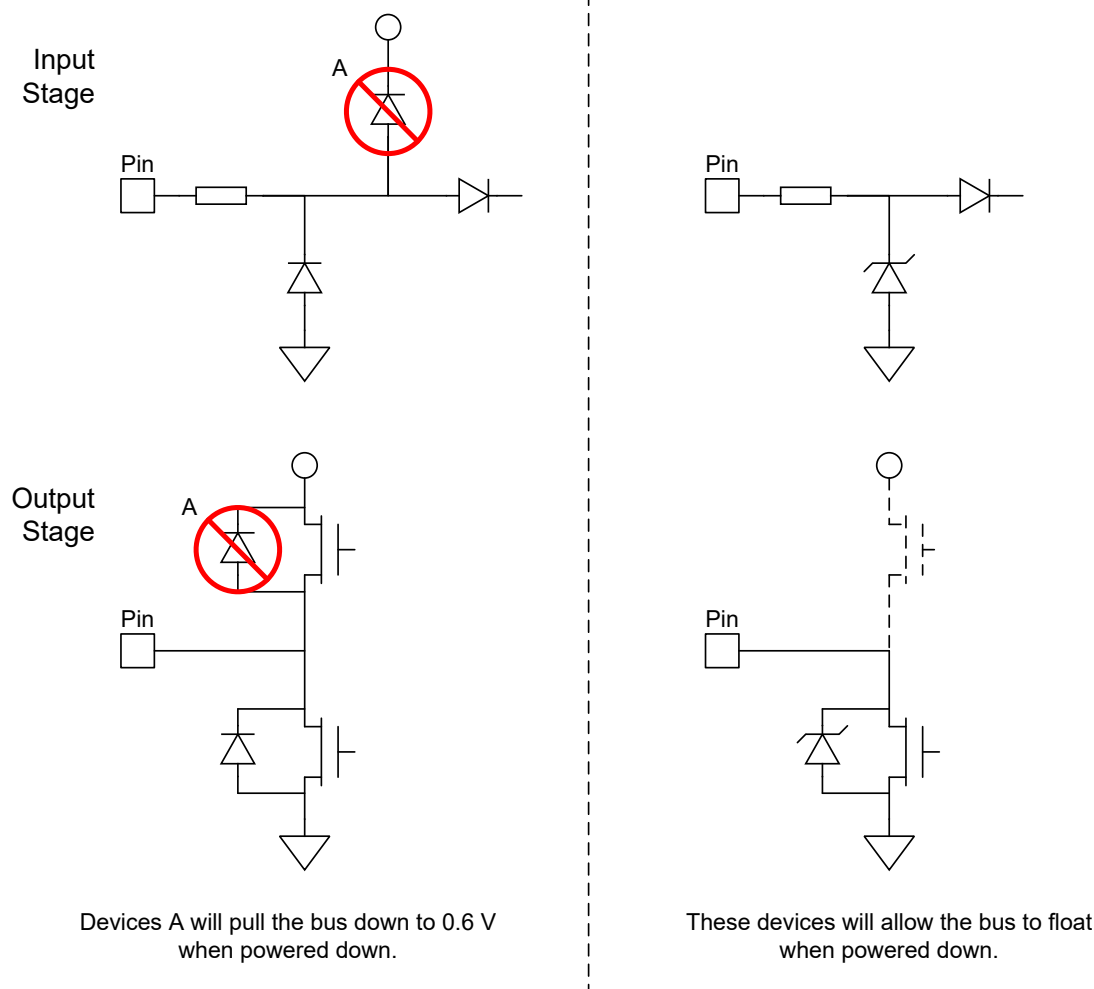 Input
Stage
A
Pin
Pin
Output
Stage
A
Pin
Pin
Devices A will pull the bus down to 0.6 V
when powered down.
These devices will allow the bus to float
when powered down.